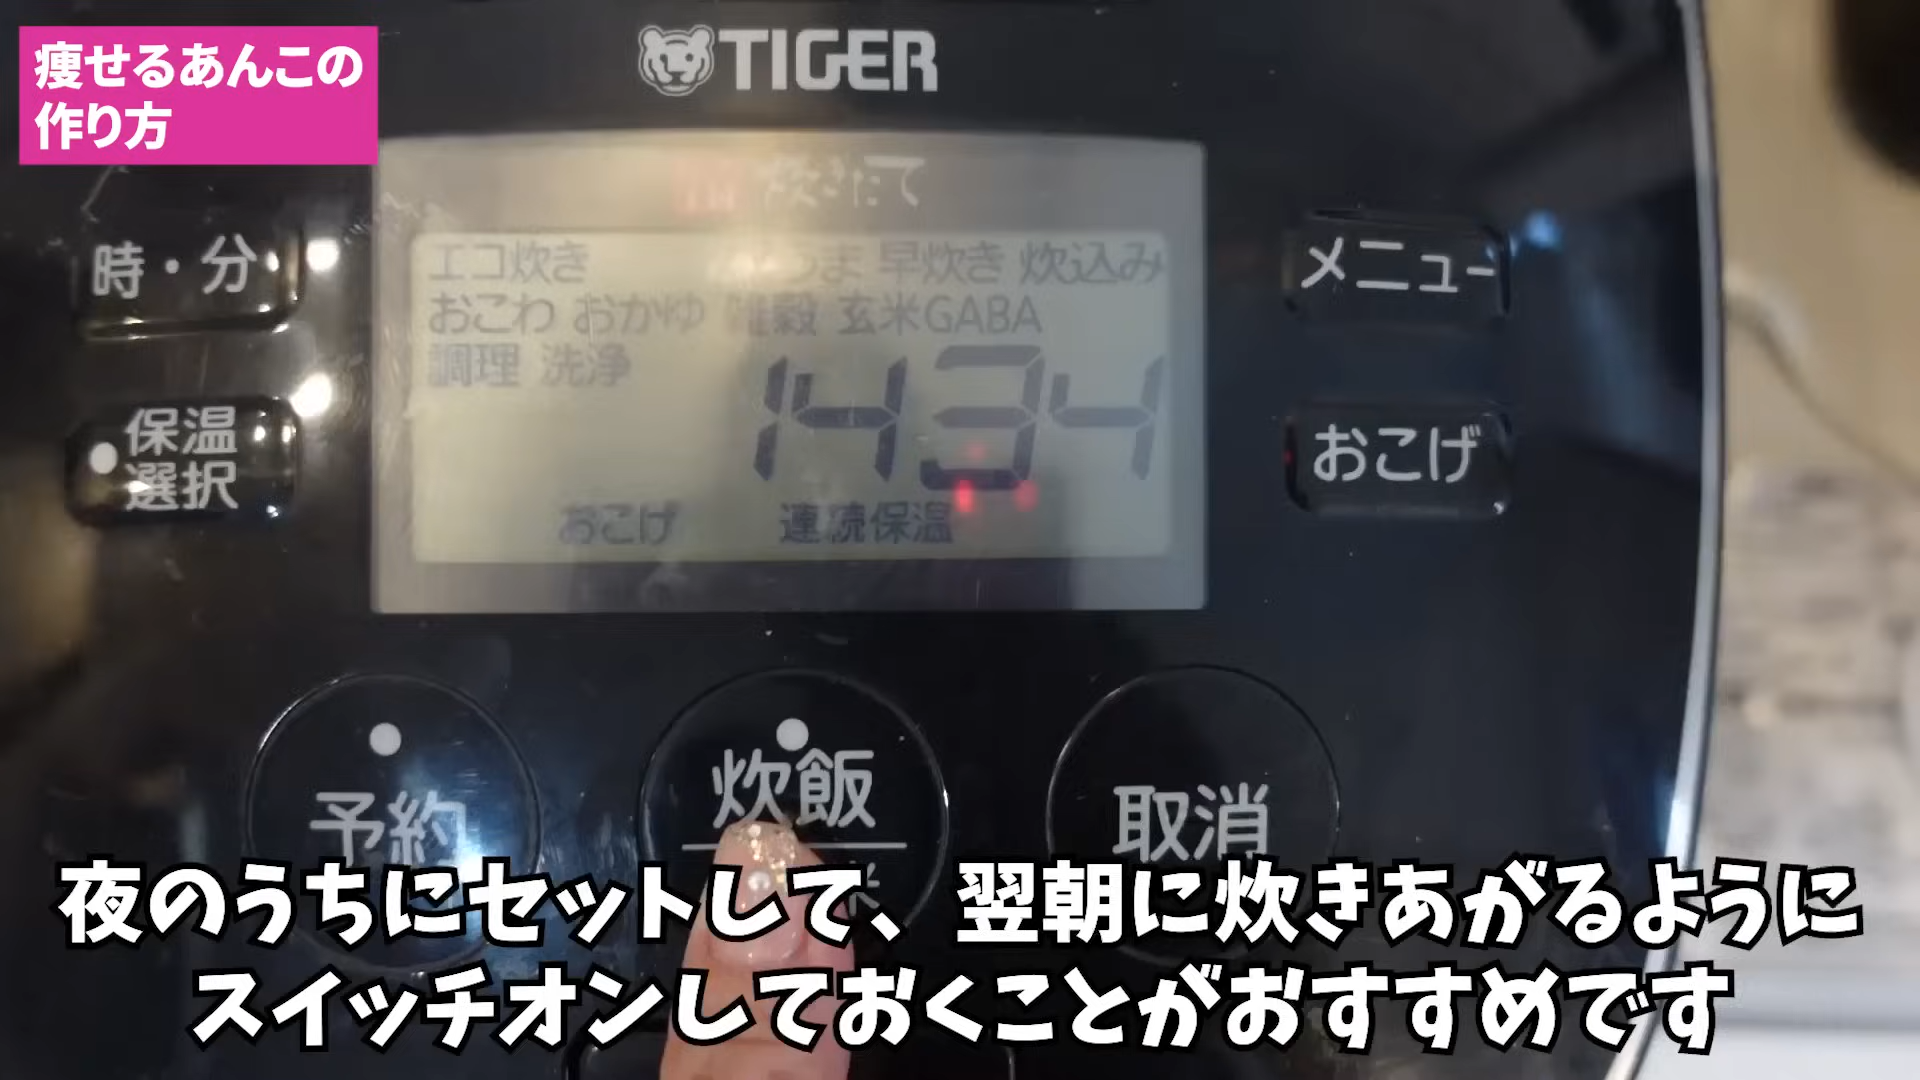 痩せるあんこの
作り方
TIGER
炊きたて
時・分
エコ炊き 早炊き 炊込み
おこわ おかゆ 雑穀 玄米GABA
調理 洗浄
14 34
おこげ 連続保温
保温
選択
メニュー
おこげ
予約
炊飯
取消
夜のうちにセットして、翌朝に炊きあがるように
スイッチオンしておくことがおすすめです